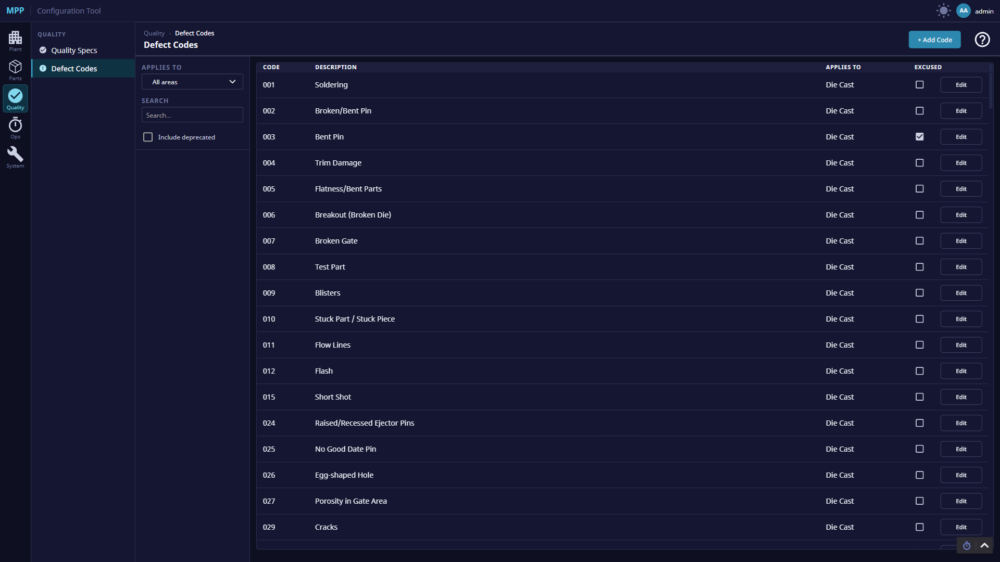 MPP Configuration Tool
AA admin
Plant
Parts
Quality
Ops
System
QUALITY
Quality Specs
Defect Codes
Quality › Defect Codes
Defect Codes
+ Add Code
APPLIES TO
All areas
SEARCH
Search...
Include deprecated
CODE DESCRIPTION APPLIES TO EXCUSED
001 Soldering Die Cast Edit
002 Broken/Bent Pin Die Cast Edit
003 Bent Pin Die Cast Edit
004 Trim Damage Die Cast Edit
005 Flatness/Bent Parts Die Cast Edit
006 Breakout (Broken Die) Die Cast Edit
007 Broken Gate Die Cast Edit
008 Test Part Die Cast Edit
009 Blisters Die Cast Edit
010 Stuck Part / Stuck Piece Die Cast Edit
011 Flow Lines Die Cast Edit
012 Flash Die Cast Edit
015 Short Shot Die Cast Edit
024 Raised/Recessed Ejector Pins Die Cast Edit
025 No Good Date Pin Die Cast Edit
026 Egg-shaped Hole Die Cast Edit
027 Porosity in Gate Area Die Cast Edit
029 Cracks Die Cast Edit